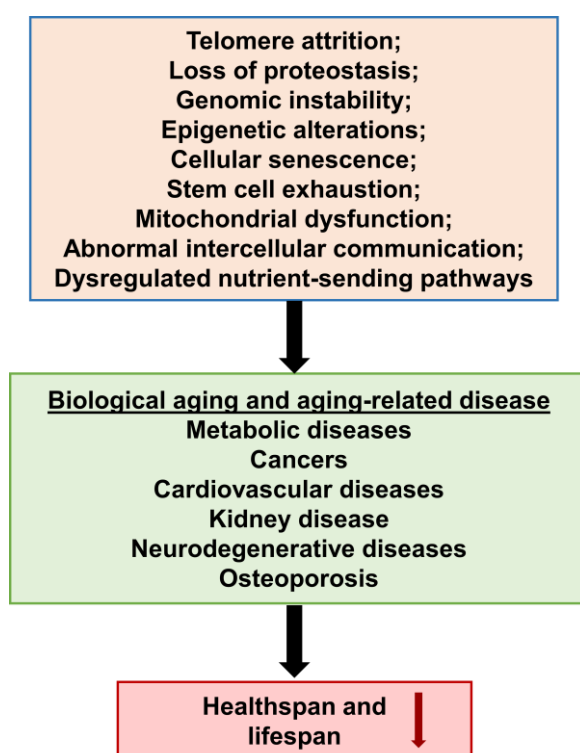 Telomere attrition;
Loss of proteostasis;
Genomic instability;
Epigenetic alterations;
Cellular senescence;
Stem cell exhaustion;
Mitochondrial dysfunction;
Abnormal intercellular communication;
Dysregulated nutrient-sending pathways
Biological aging and aging-related disease
Metabolic diseases
Cancers
Cardiovascular diseases
Kidney disease
Neurodegenerative diseases
Osteoporosis
Healthspan and
lifespan